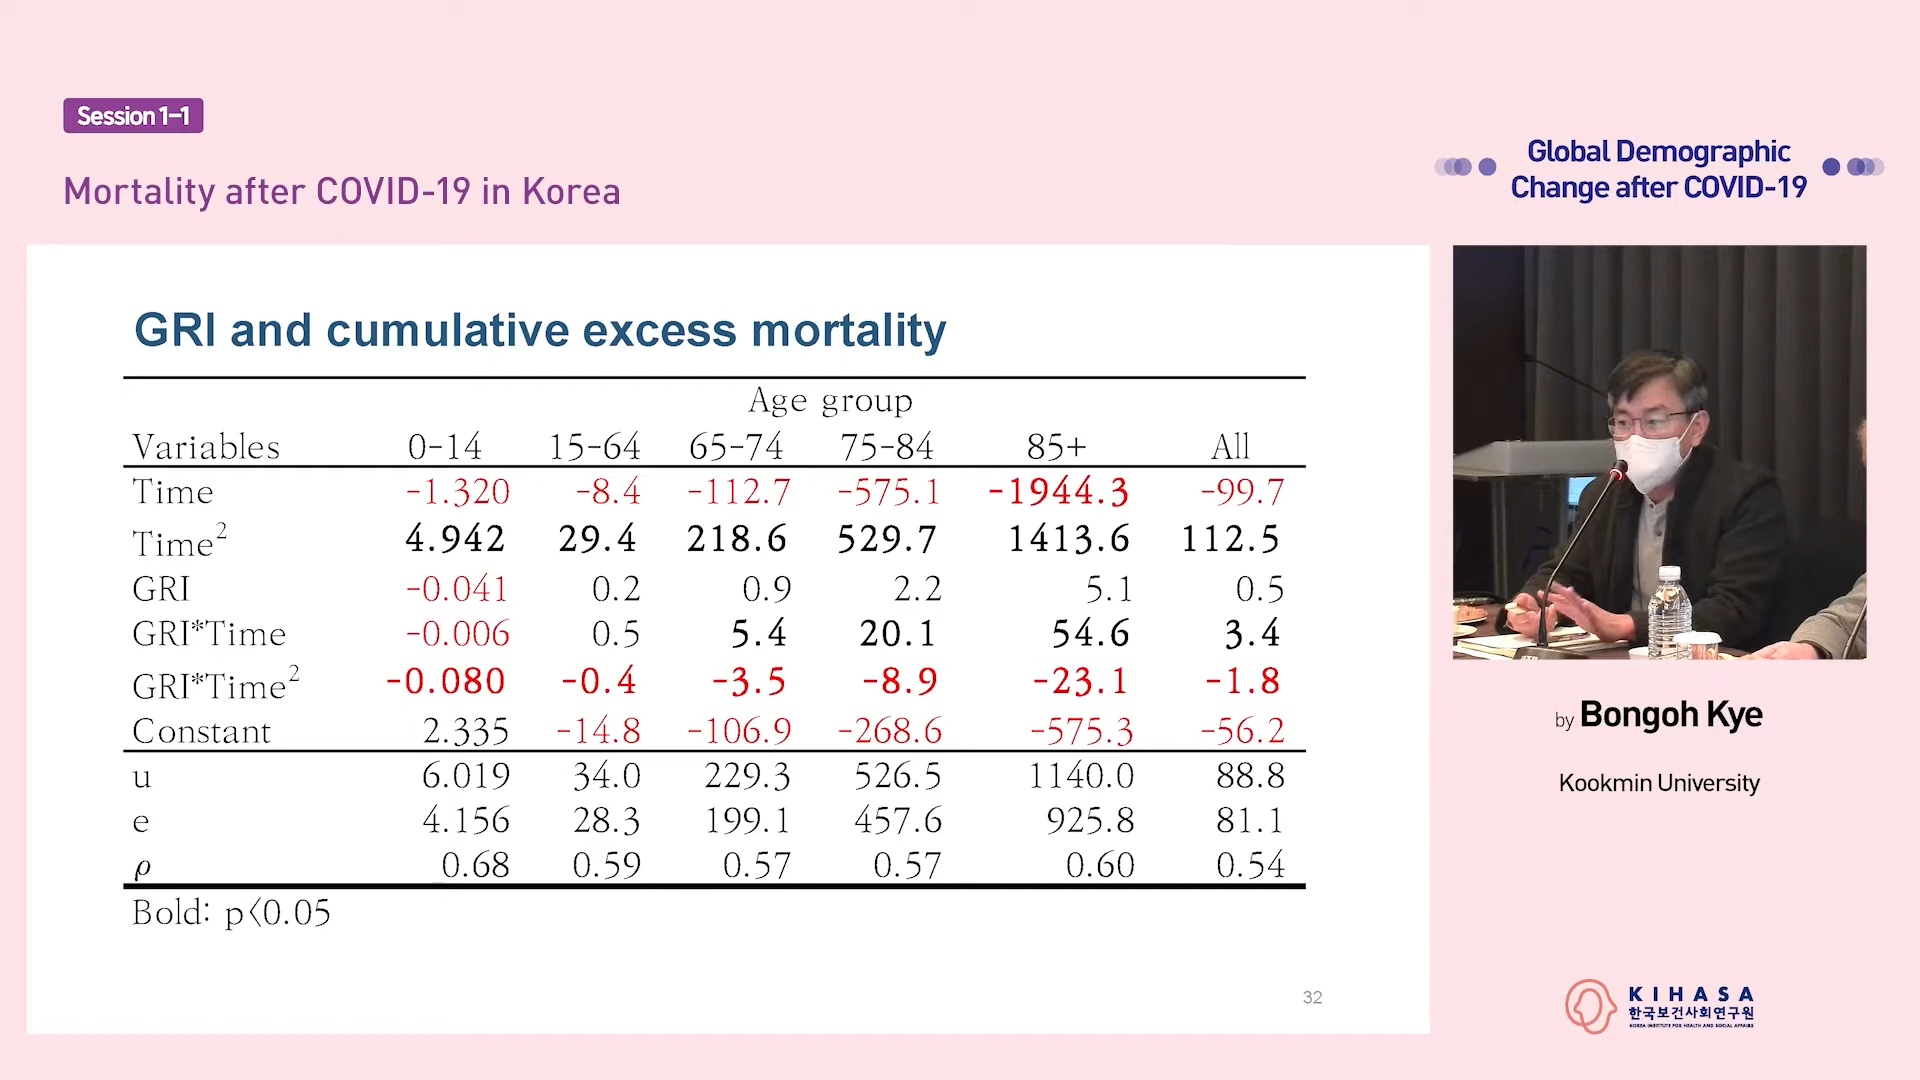 Session 1-1
Mortality after COVID-19 in Korea
Global Demographic
Change after COVID-19
GRI and cumulative excess mortality
Age group
Variables 0-14 15-64 65-74 75-84 85+ All
Time -1.320 -8.4 -112.7 -575.1 -1944.3 -99.7
Time² 4.942 29.4 218.6 529.7 1413.6 112.5
GRI -0.041 0.2 0.9 2.2 5.1 0.5
GRI*Time -0.006 0.5 5.4 20.1 54.6 3.4
GRI*Time² -0.080 -0.4 -3.5 -8.9 -23.1 -1.8
Constant 2.335 -14.8 -106.9 -268.6 -575.3 -56.2
u 6.019 34.0 229.3 526.5 1140.0 88.8
e 4.156 28.3 199.1 457.6 925.8 81.1
ρ 0.68 0.59 0.57 0.57 0.60 0.54
Bold: p<0.05
32
by Bongoh Kye
Kookmin University
KIHASA
한국보건사회연구원
KOREA INSTITUTE FOR HEALTH AND SOCIAL AFFAIRS